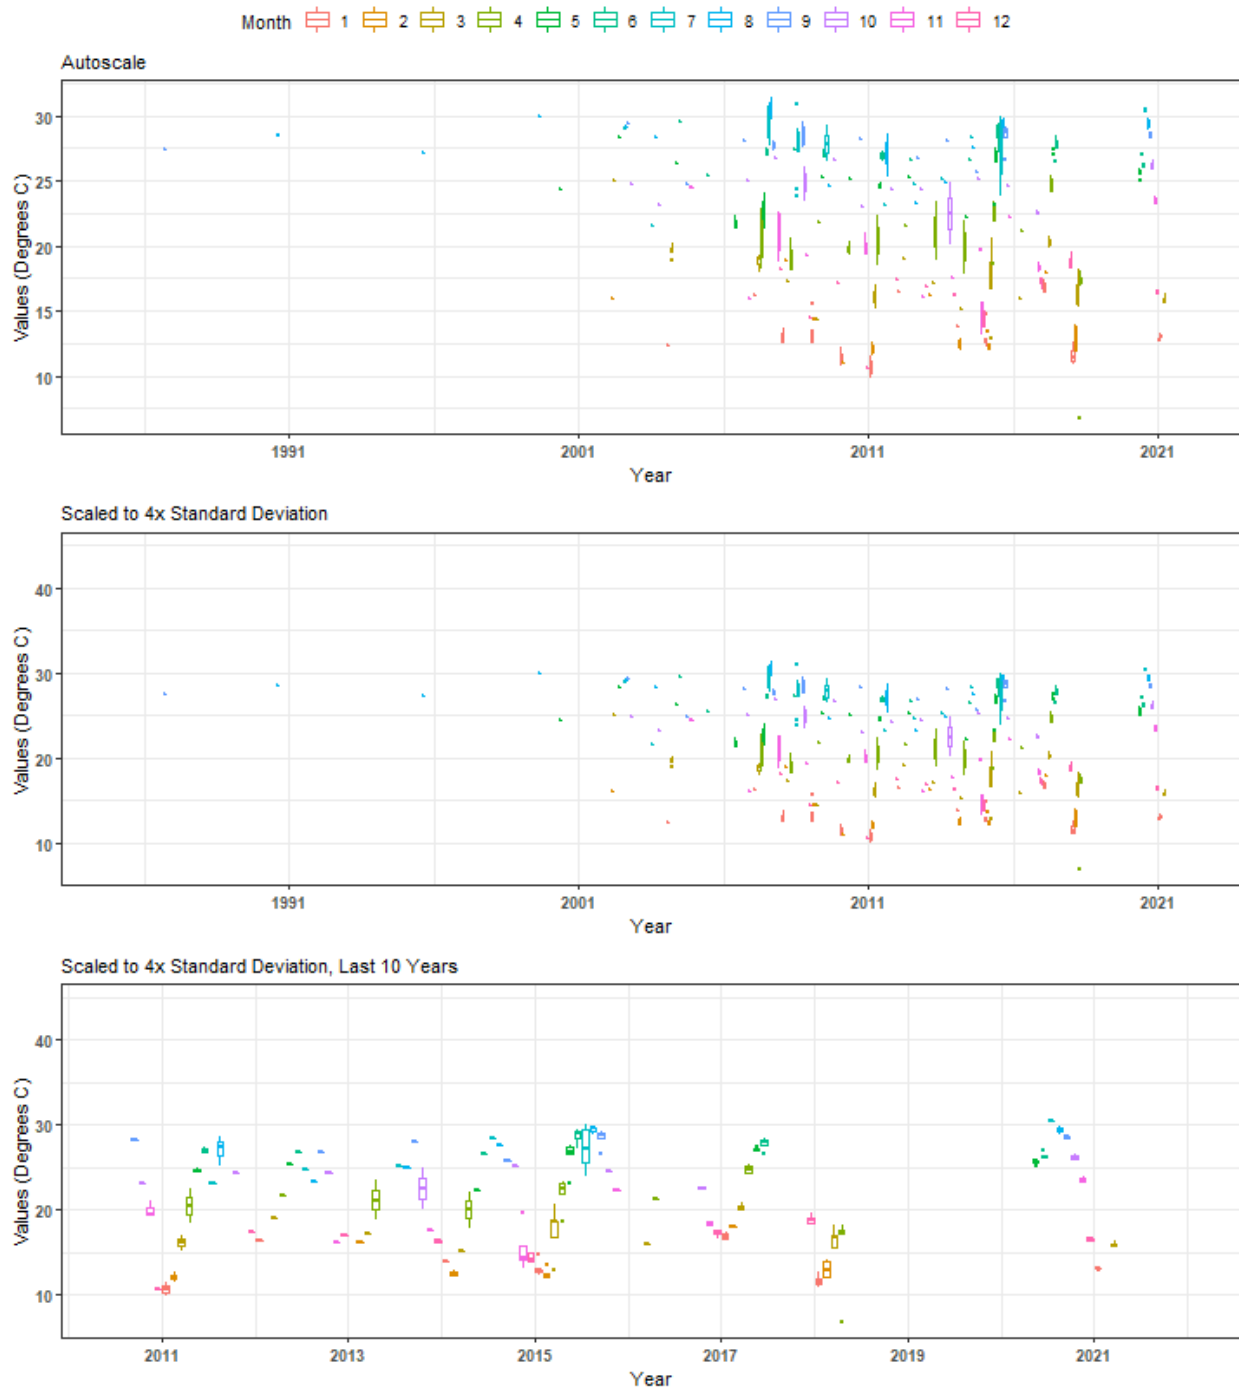 Month 1 2 3 4 5 6 7 8 9 10 11 12
Autoscale
Values (Degrees C)
30
25
20
15
10
1991 2001 2011 2021
Year
Scaled to 4x Standard Deviation
Values (Degrees C)
40
30
20
10
1991 2001 2011 2021
Year
Scaled to 4x Standard Deviation, Last 10 Years
Values (Degrees C)
40
30
20
10
2011 2013 2015 2017 2019 2021
Year